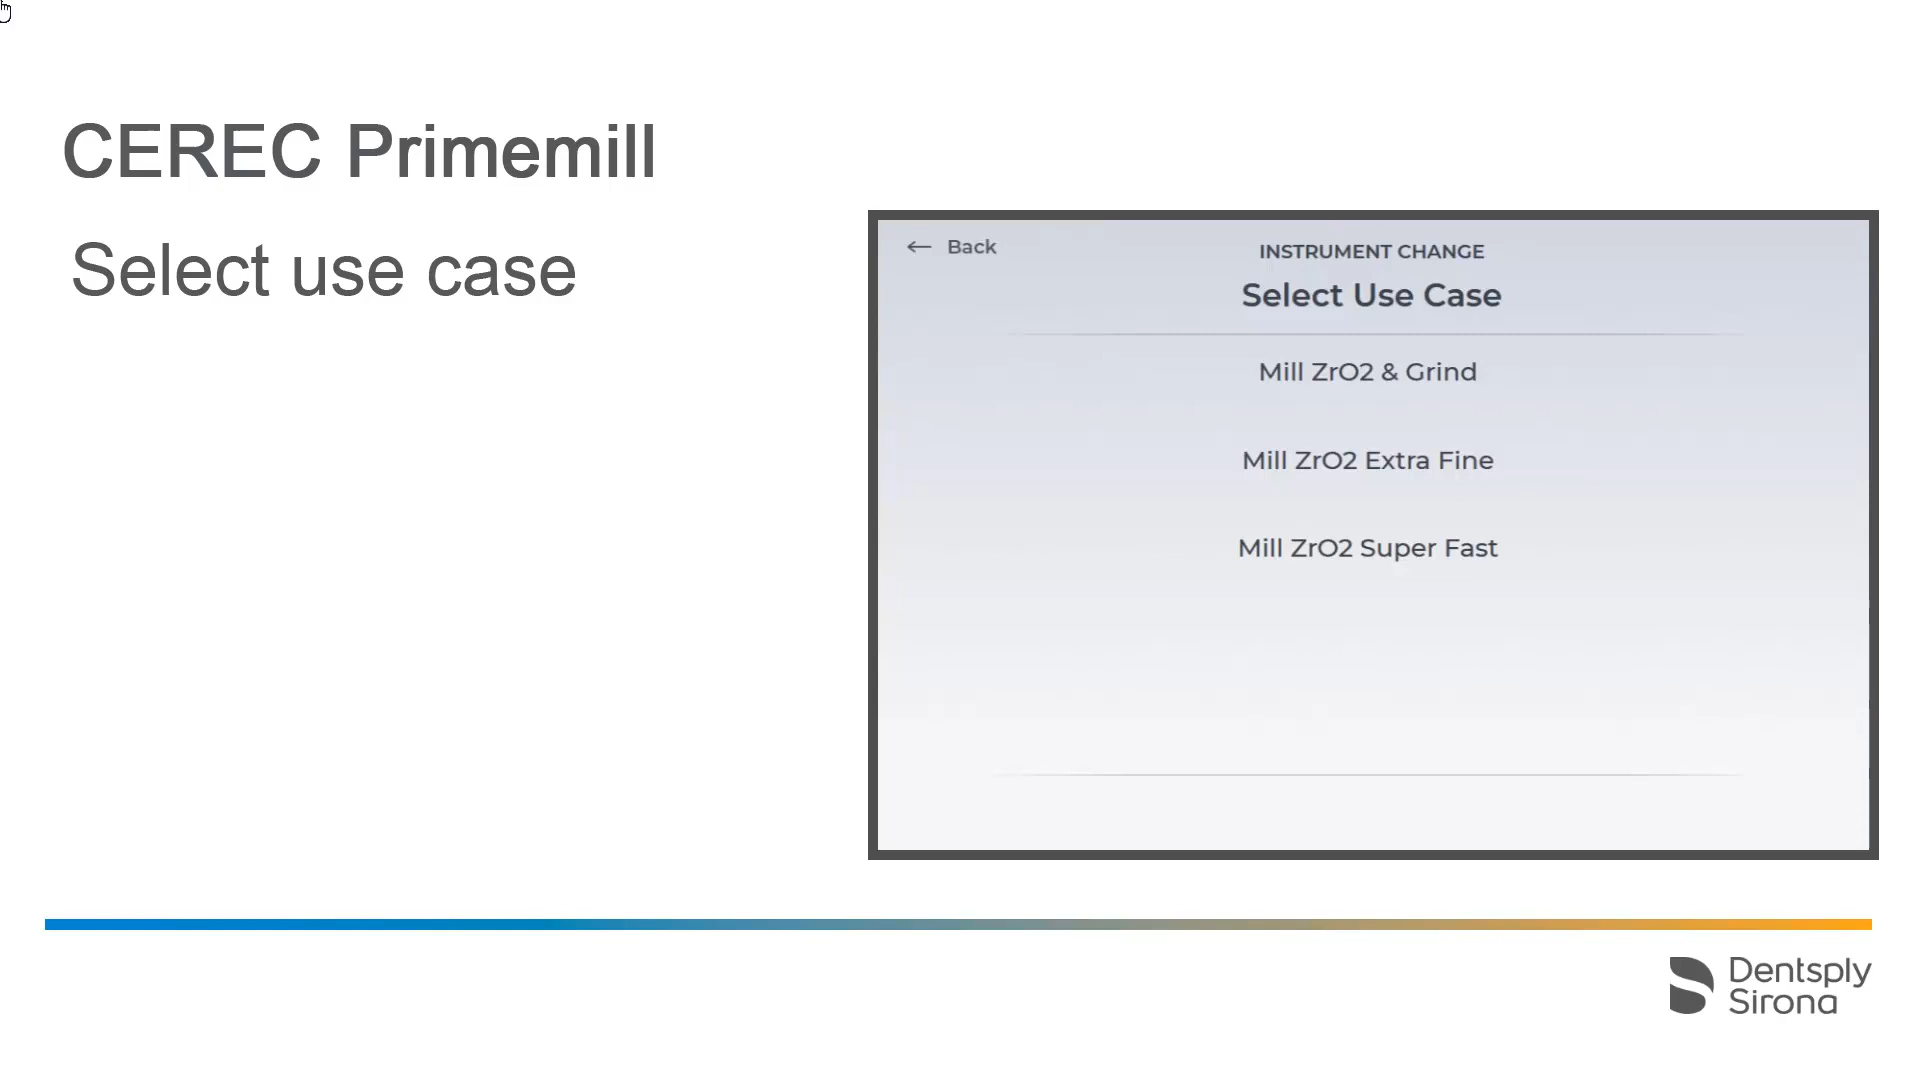 CEREC Primemill
Select use case
← Back
INSTRUMENT CHANGE
Select Use Case
Mill ZrO2 & Grind
Mill ZrO2 Extra Fine
Mill ZrO2 Super Fast
Dentsply
Sirona